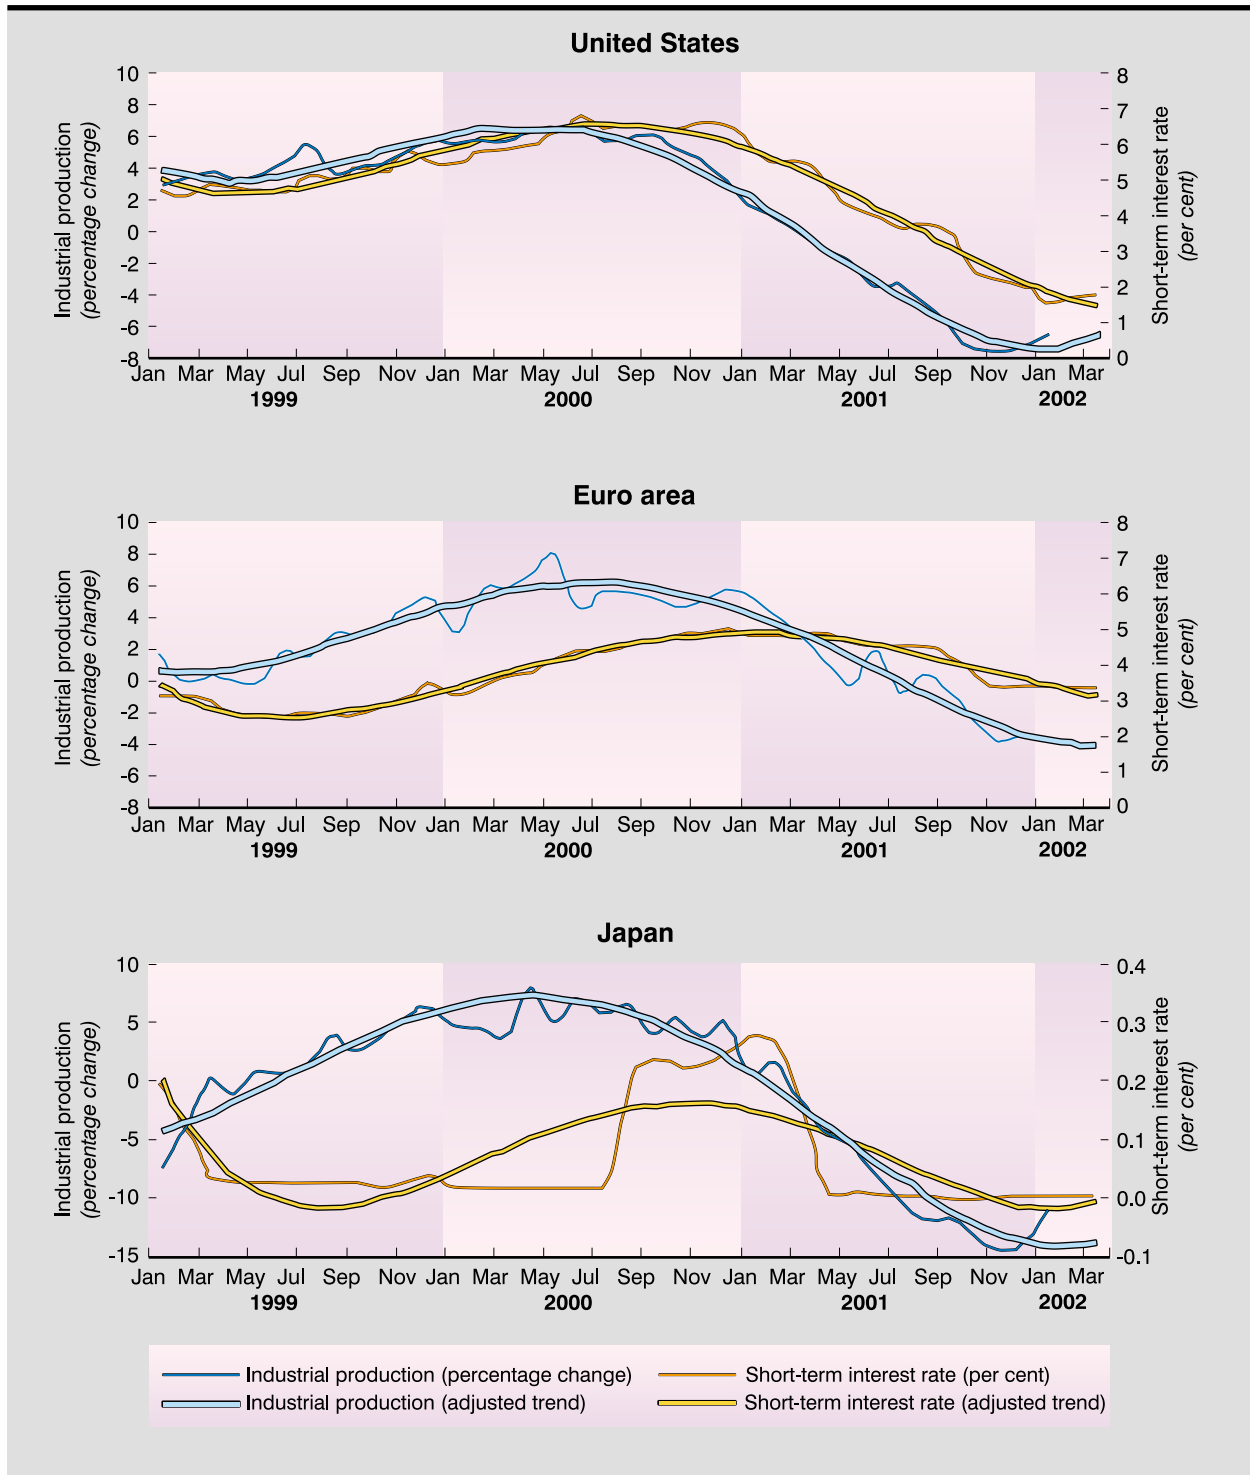 United States
Industrial production
(percentage change)
10
8
6
4
2
0
-2
-4
-6
-8
8
7
6
5
4
3
2
1
0
Short-term interest rate
(per cent)
Jan Mar May Jul Sep Nov Jan Mar May Jul Sep Nov Jan Mar May Jul Sep Nov Jan Mar
1999 2000 2001 2002
Euro area
Industrial production
(percentage change)
10
8
6
4
2
0
-2
-4
-6
-8
8
7
6
5
4
3
2
1
0
Short-term interest rate
(per cent)
Jan Mar May Jul Sep Nov Jan Mar May Jul Sep Nov Jan Mar May Jul Sep Nov Jan Mar
1999 2000 2001 2002
Japan
Industrial production
(percentage change)
10
5
0
-5
-10
-15
0.4
0.3
0.2
0.1
0.0
-0.1
Short-term interest rate
(per cent)
Jan Mar May Jul Sep Nov Jan Mar May Jul Sep Nov Jan Mar May Jul Sep Nov Jan Mar
1999 2000 2001 2002
Industrial production (percentage change) Short-term interest rate (per cent)
Industrial production (adjusted trend) Short-term interest rate (adjusted trend)